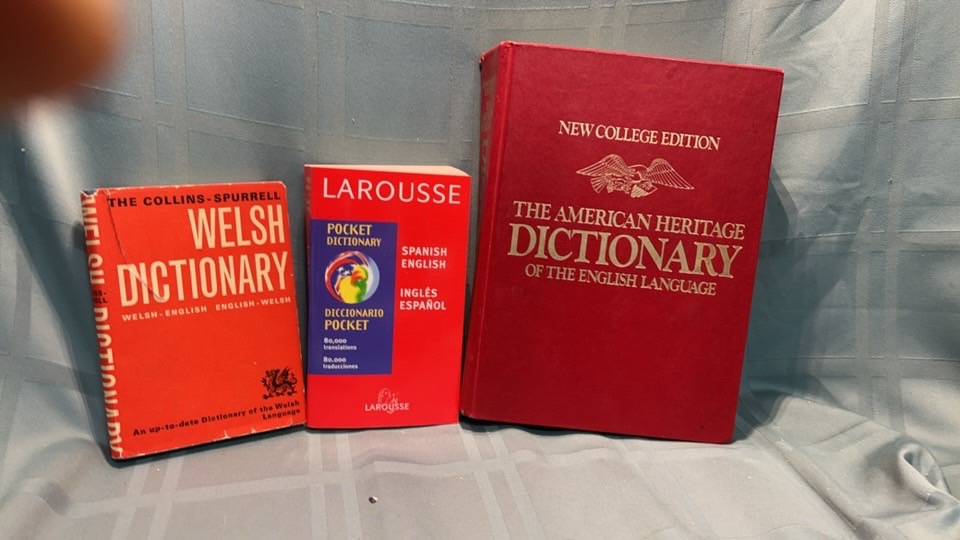 THE COLLINS-SPURRELL
WELSH
DICTIONARY
WELSH-ENGLISH ENGLISH-WELSH
An up-to-date Dictionary of the Welsh
Language
WELSH DICTIONARY
LAROUSSE
POCKET
DICTIONARY
SPANISH
ENGLISH
INGLÉS
ESPAÑOL
DICCIONARIO
POCKET
80,000
translations
80.000
traducciones
LAROUSSE
NEW COLLEGE EDITION
THE AMERICAN HERITAGE
DICTIONARY
OF THE ENGLISH LANGUAGE